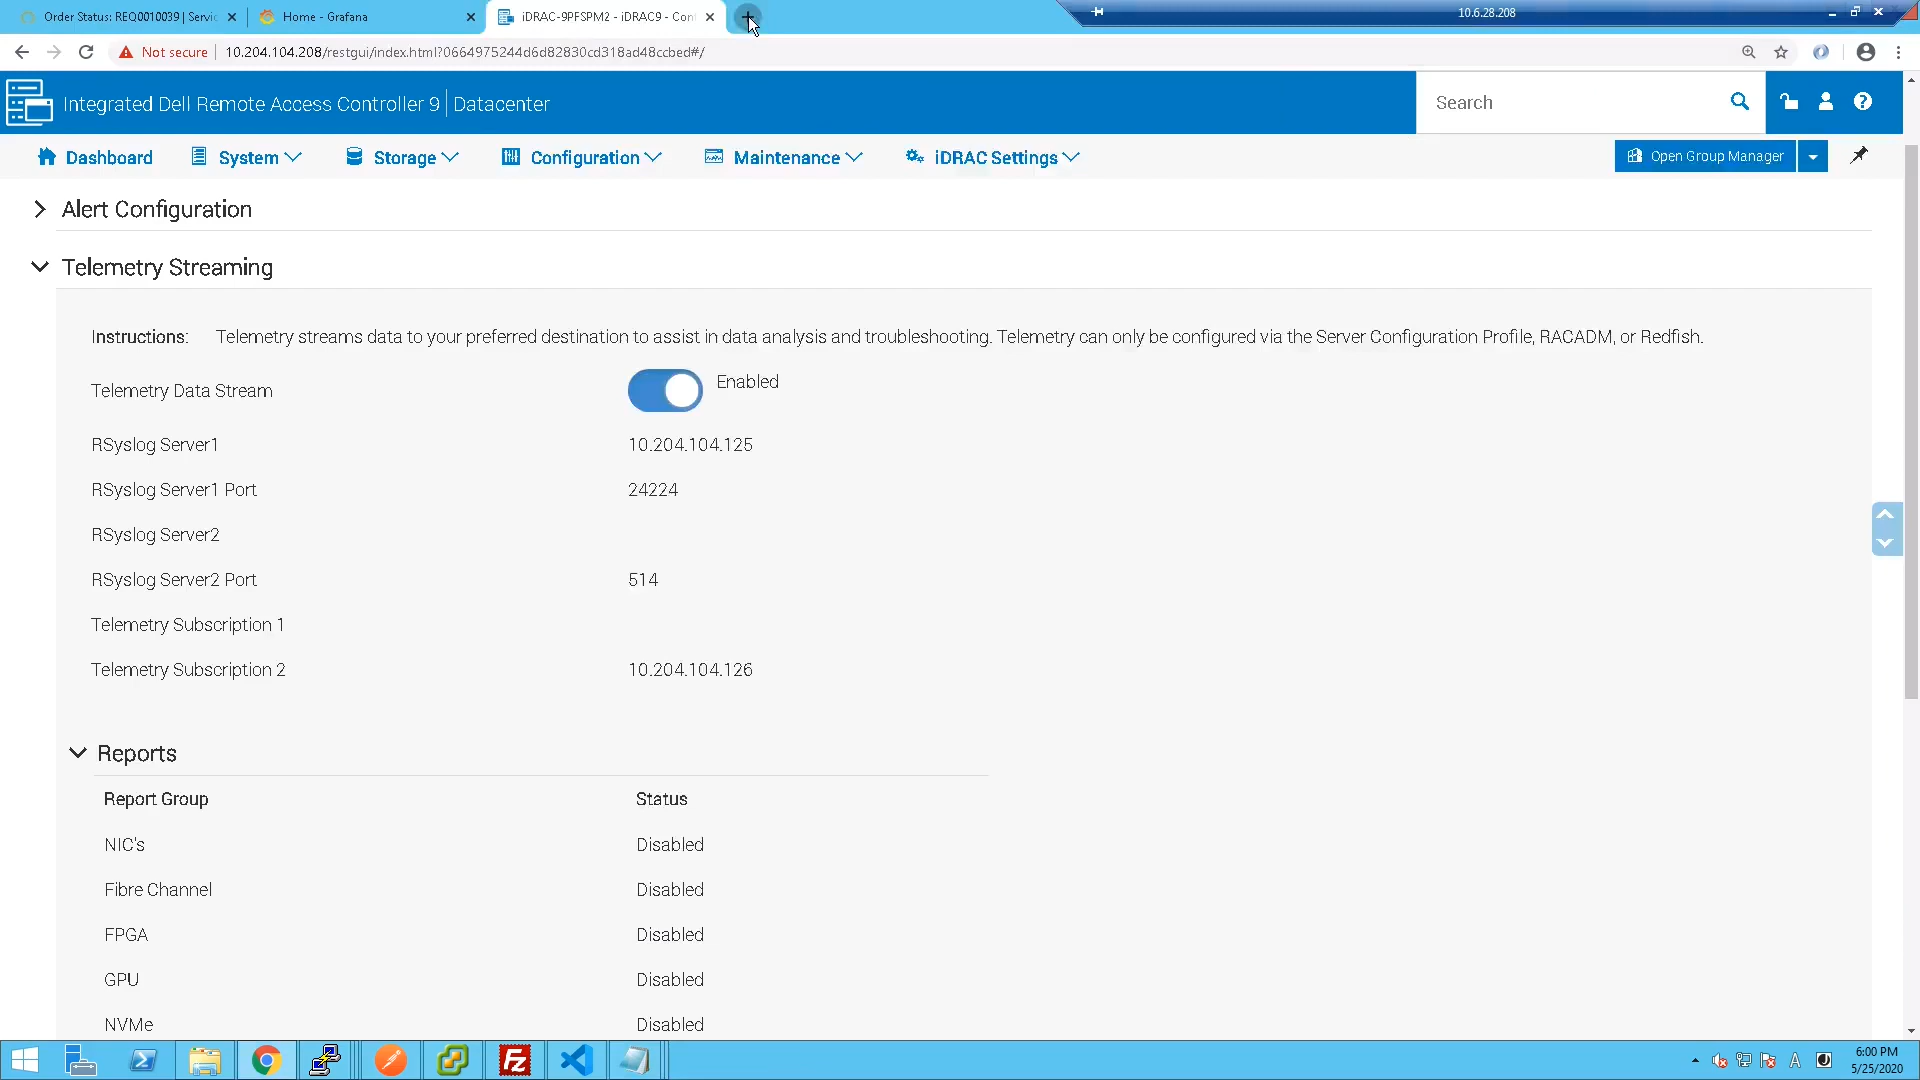 Order Status: REQ0010039 | Servic
Home - Grafana
iDRAC-9PFSPM2 - iDRAC9 - Con
10.6.28.208
Not secure
10.204.104.208/restgui/index.html?0664975244d6d82830cd318ad48ccbed#/
Integrated Dell Remote Access Controller 9 | Datacenter
Search
Dashboard
System
Storage
Configuration
Maintenance
iDRAC Settings
Open Group Manager
Alert Configuration
Telemetry Streaming
Instructions: Telemetry streams data to your preferred destination to assist in data analysis and troubleshooting. Telemetry can only be configured via the Server Configuration Profile, RACADM, or Redfish.
Telemetry Data Stream Enabled
RSyslog Server1 10.204.104.125
RSyslog Server1 Port 24224
RSyslog Server2
RSyslog Server2 Port 514
Telemetry Subscription 1
Telemetry Subscription 2 10.204.104.126
Reports
Report Group Status
NIC's Disabled
Fibre Channel Disabled
FPGA Disabled
GPU Disabled
NVMe Disabled
Fz
A
6:00 PM
5/25/2020